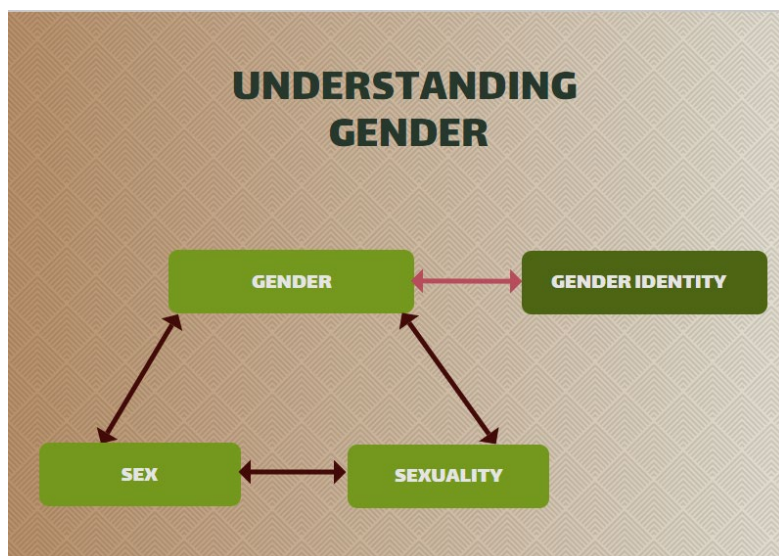 UNDERSTANDING
GENDER
GENDER
GENDER IDENTITY
SEX
SEXUALITY